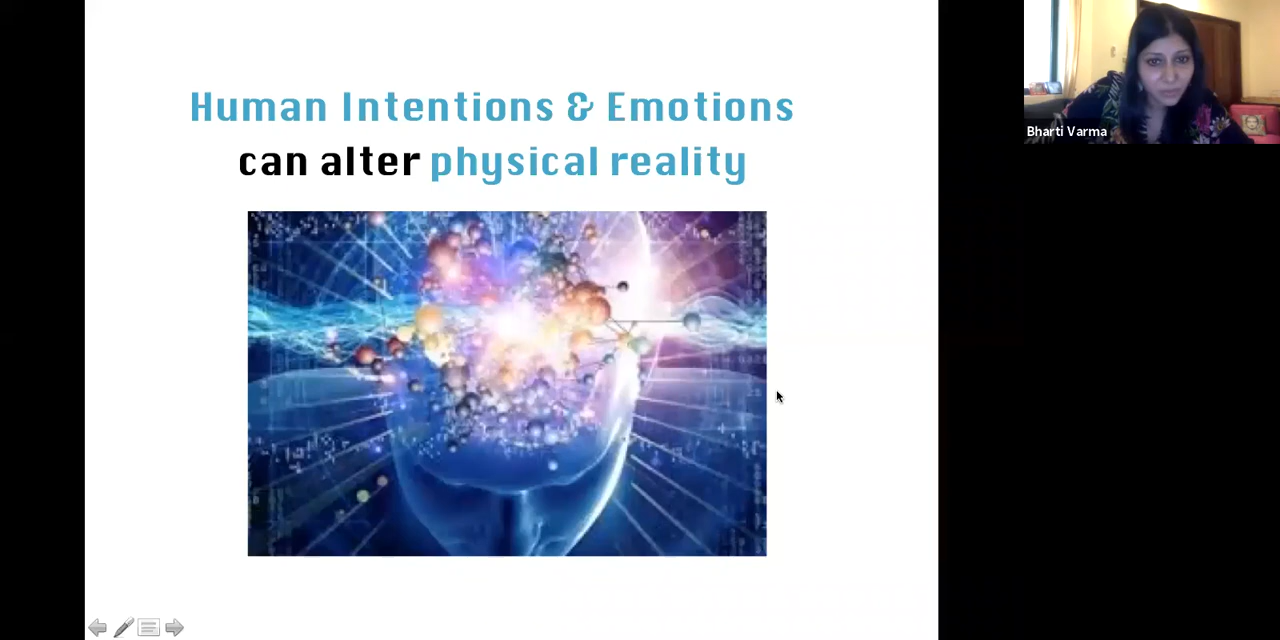 Human Intentions & Emotions
can alter physical reality
Bharti Varma